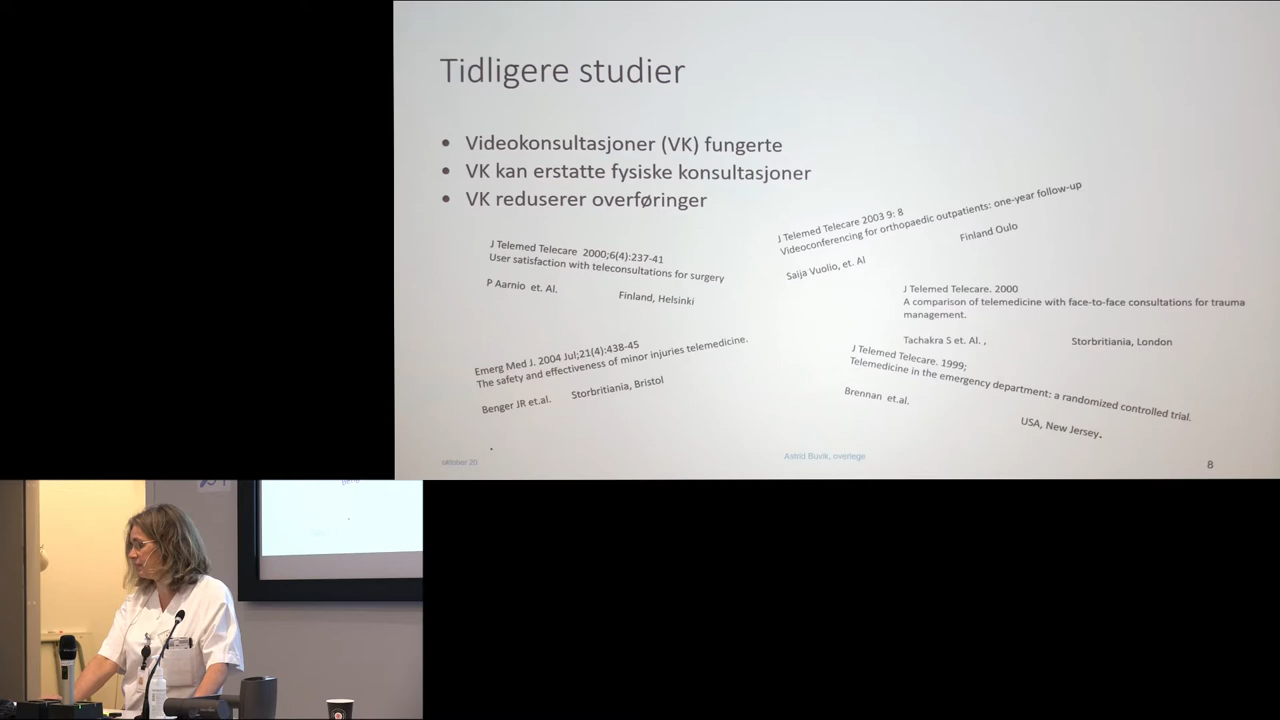 Tidligere studier
• Videokonsultasjoner (VK) fungerte
• VK kan erstatte fysiske konsultasjoner
• VK reduserer overføringer
J Telemed Telecare 2000;6(4):237-41
User satisfaction with teleconsultations for surgery
P Aarnio et. Al.
Finland, Helsinki
J Telemed Telecare 2003 9: 8
Videoconferencing for orthopaedic outpatients: one-year follow-up
Finland Oulo
Saija Vuolio, et. Al
J Telemed Telecare. 2000
A comparison of telemedicine with face-to-face consultations for trauma
management.
Tachakra S et. Al. ,
Storbritiania, London
Emerg Med J. 2004 Jul;21(4):438-45
The safety and effectiveness of minor injuries telemedicine.
Benger JR et.al.
Storbritiania, Bristol
J Telemed Telecare. 1999;
Telemedicine in the emergency department: a randomized controlled trial.
Brennan et.al.
USA, New Jersey.
oktober 20
Astrid Buvik, overlege
8